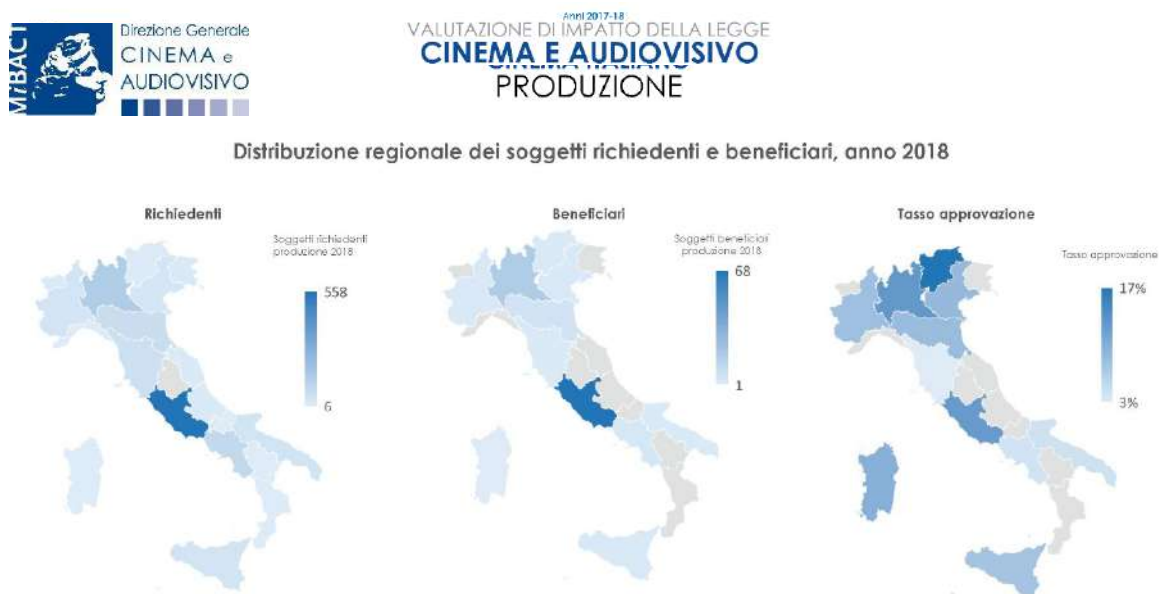 MiBACT
Direzione Generale
CINEMA e
AUDIOVISIVO
Anni 2017-18
VALUTAZIONE DI IMPATTO DELLA LEGGE
CINEMA E AUDIOVISIVO
CINEMA ITALIANO
PRODUZIONE
Distribuzione regionale dei soggetti richiedenti e beneficiari, anno 2018
Richiedenti
Soggetti richiedenti
produzione 2018
558
6
Beneficiari
Soggetti beneficiari
produzione 2018
68
1
Tasso approvazione
Tasso approvazione
17%
3%